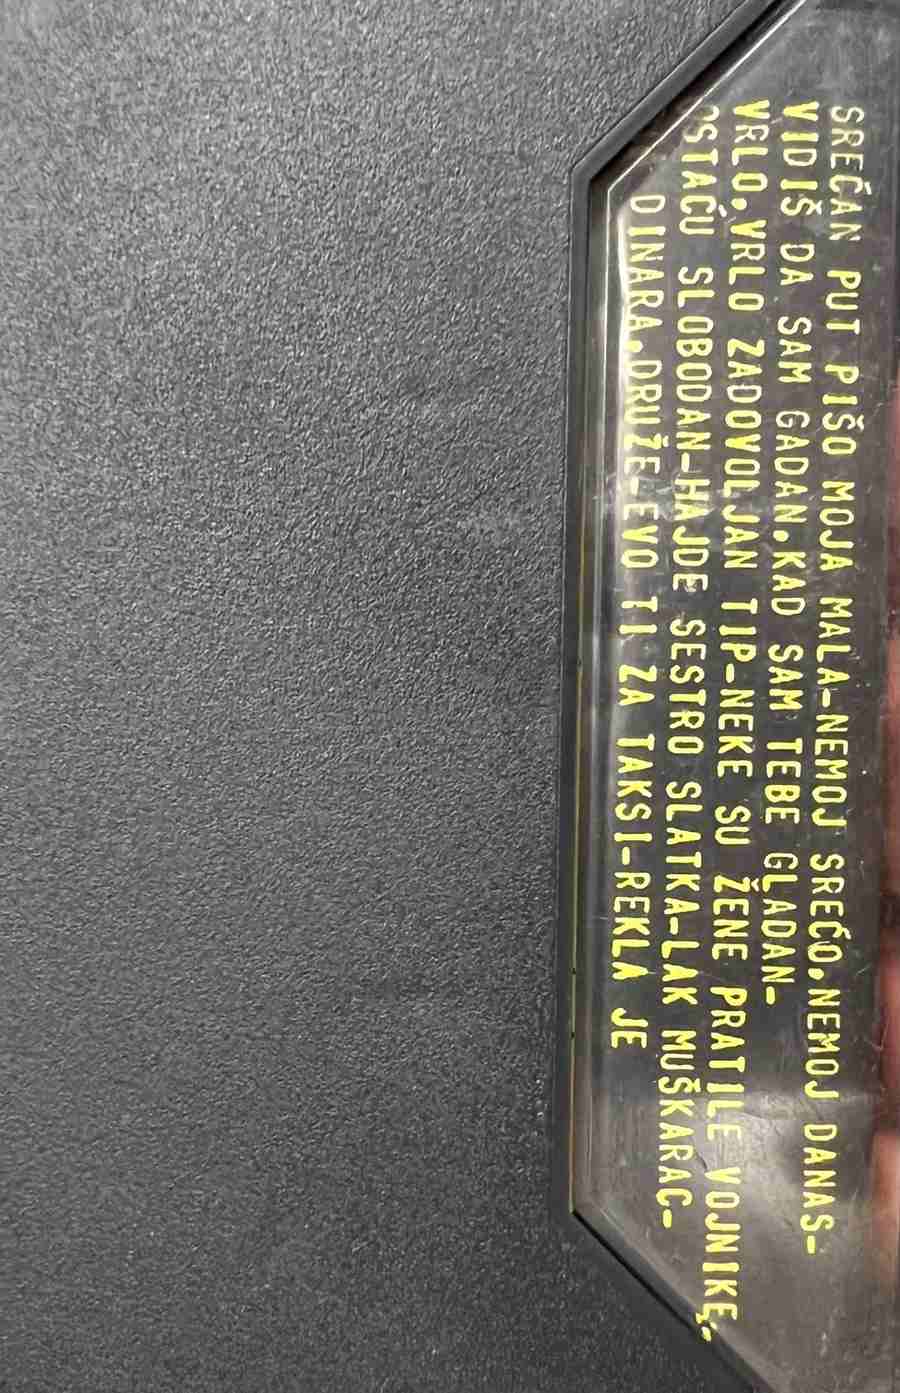 SREĆAN PUT PIŠO MOJA MALA-NEMOJ SREĆO,NEMOJ DANAS-
VIDIŠ DA SAM GADAN,KAD SAM TEBE GLADAN-
VRLO,VRLO ZADOVOLJAN TIP-NEKE SU ŽENE PRATILE VOJNIKE,-
OSTAĆU SLOBODAN-HAJDE SESTRO SLATKA-LAK MUŠKARAC-
DINARA,DRUŽE-EVO TI ZA TAKSI-REKLA JE